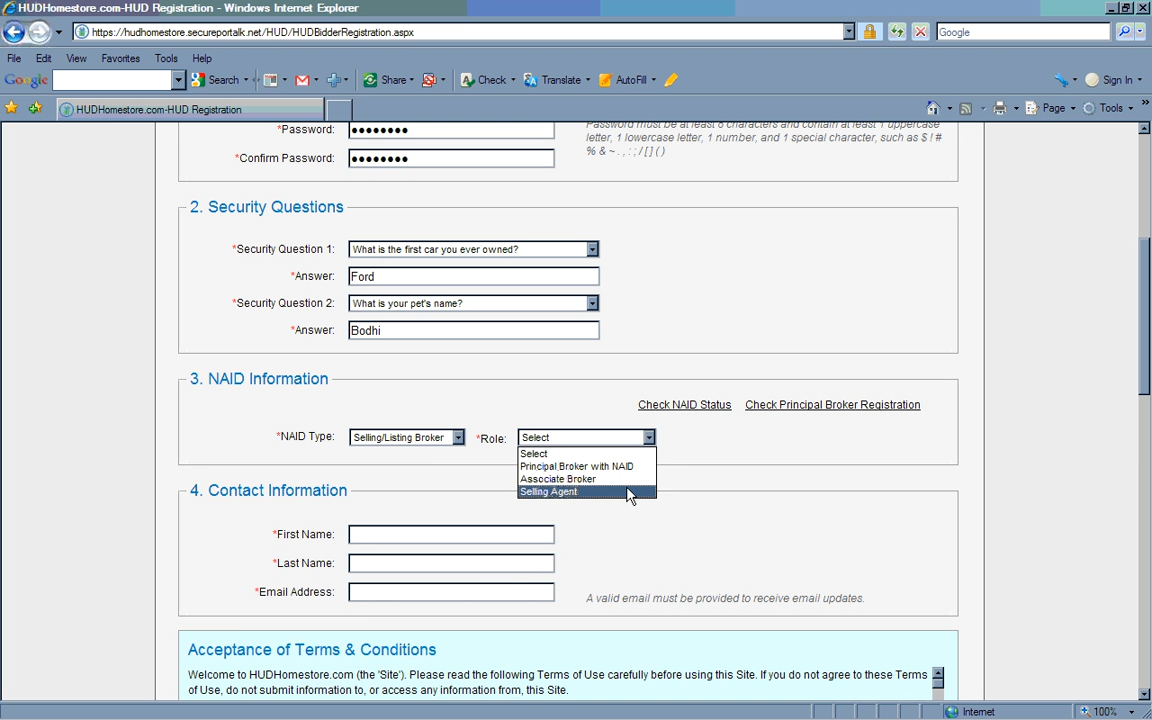 HUDHomestore.com-HUD Registration - Windows Internet Explorer
https://hudhomestore.secureportalk.net/HUD/HUDBidderRegistration.aspx
Google
File Edit View Favorites Tools Help
Google Search Share Check Translate AutoFill Sign In
HUDHomestore.com-HUD Registration
Page Tools
*Password: ●●●●●●●●
Password must be at least 8 characters and contain at least 1 uppercase
letter, 1 lowercase letter, 1 number, and 1 special character, such as $ ! #
% & ~ . , : ; / [ ] ( )
*Confirm Password: ●●●●●●●●
2. Security Questions
*Security Question 1: What is the first car you ever owned?
*Answer: Ford
*Security Question 2: What is your pet's name?
*Answer: Bodhi
3. NAID Information
Check NAID Status Check Principal Broker Registration
*NAID Type: Selling/Listing Broker *Role: Select
Select
Principal Broker with NAID
Associate Broker
Selling Agent
4. Contact Information
*First Name:
*Last Name:
*Email Address:
A valid email must be provided to receive email updates.
Acceptance of Terms & Conditions
Welcome to HUDHomestore.com (the 'Site'). Please read the following Terms of Use carefully before using this Site. If you do not agree to these Terms
of Use, do not submit information to, or access any information from, this Site.
Internet 100%